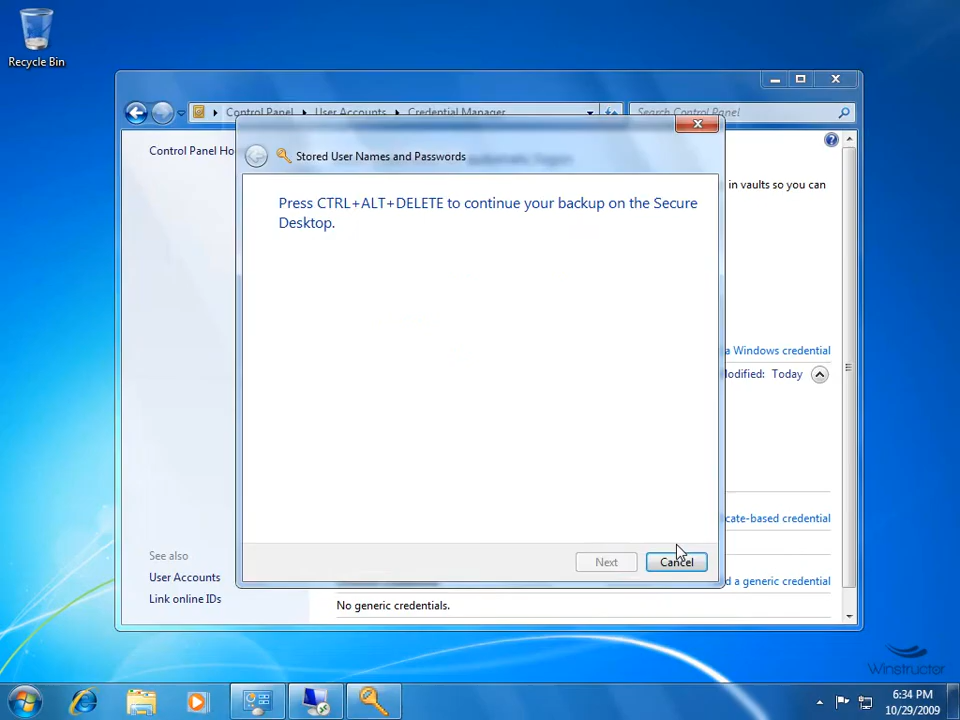 Recycle Bin
Control Panel
User Accounts
Credential Manager
Search Control Panel
Control Panel Ho
Stored User Names and Passwords
in vaults so you can
Press CTRL+ALT+DELETE to continue your backup on the Secure
Desktop.
a Windows credential
odified: Today
cate-based credential
See also
User Accounts
Link online IDs
Next
Cancel
d a generic credential
No generic credentials.
Winstructor
6:34 PM
10/29/2009